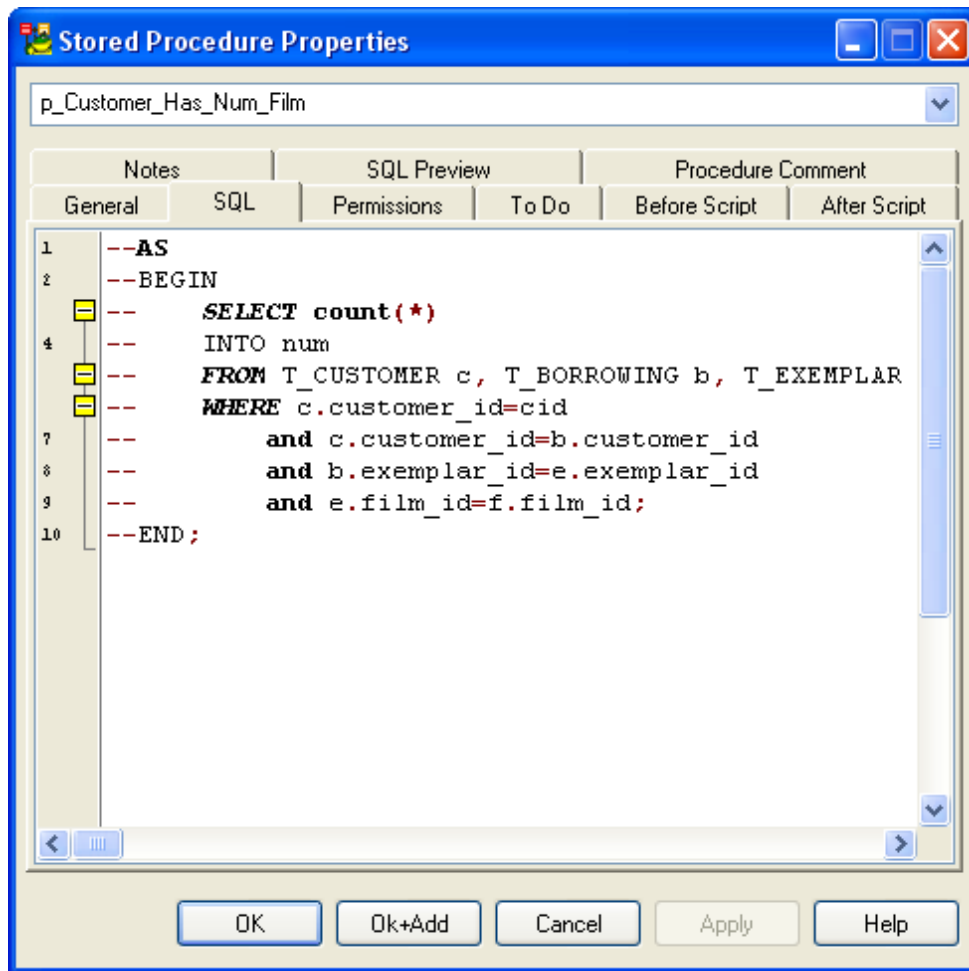 Stored Procedure Properties
p_Customer_Has_Num_Film
Notes SQL Preview Procedure Comment
General SQL Permissions To Do Before Script After Script
1 --AS
2 --BEGIN
-- SELECT count(*)
4 -- INTO num
-- FROM T_CUSTOMER c, T_BORROWING b, T_EXEMPLAR
-- WHERE c.customer_id=cid
7 -- and c.customer_id=b.customer_id
8 -- and b.exemplar_id=e.exemplar_id
9 -- and e.film_id=f.film_id;
10 --END;
OK Ok+Add Cancel Apply Help